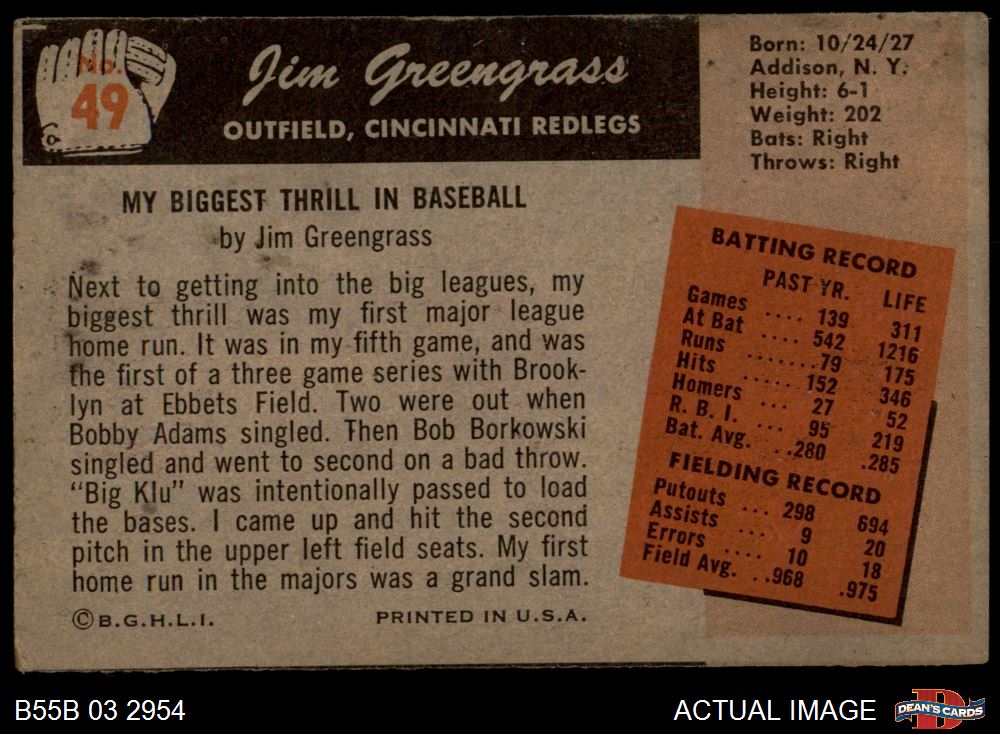 No.
49
Jim Greengrass
OUTFIELD, CINCINNATI REDLEGS
Born: 10/24/27
Addison, N. Y.
Height: 6-1
Weight: 202
Bats: Right
Throws: Right
MY BIGGEST THRILL IN BASEBALL
by Jim Greengrass
Next to getting into the big leagues, my
biggest thrill was my first major league
home run. It was in my fifth game, and was
the first of a three game series with Brook-
lyn at Ebbets Field. Two were out when
Bobby Adams singled. Then Bob Borkowski
singled and went to second on a bad throw.
"Big Klu" was intentionally passed to load
the bases. I came up and hit the second
pitch in the upper left field seats. My first
home run in the majors was a grand slam.
©B.G.H.L.I. PRINTED IN U.S.A.
BATTING RECORD
PAST YR. LIFE
Games .... 139 311
At Bat .... 542 1216
Runs ...... 79 175
Hits ..... 152 346
Homers ... 27 52
R. B. I. ... 95 219
Bat. Avg. ..280 .285
FIELDING RECORD
Putouts ... 298 694
Assists ... 9 20
Errors .... 10 18
Field Avg. ..968 .975
B55B 03 2954
ACTUAL IMAGE
DEAN'S CARDS